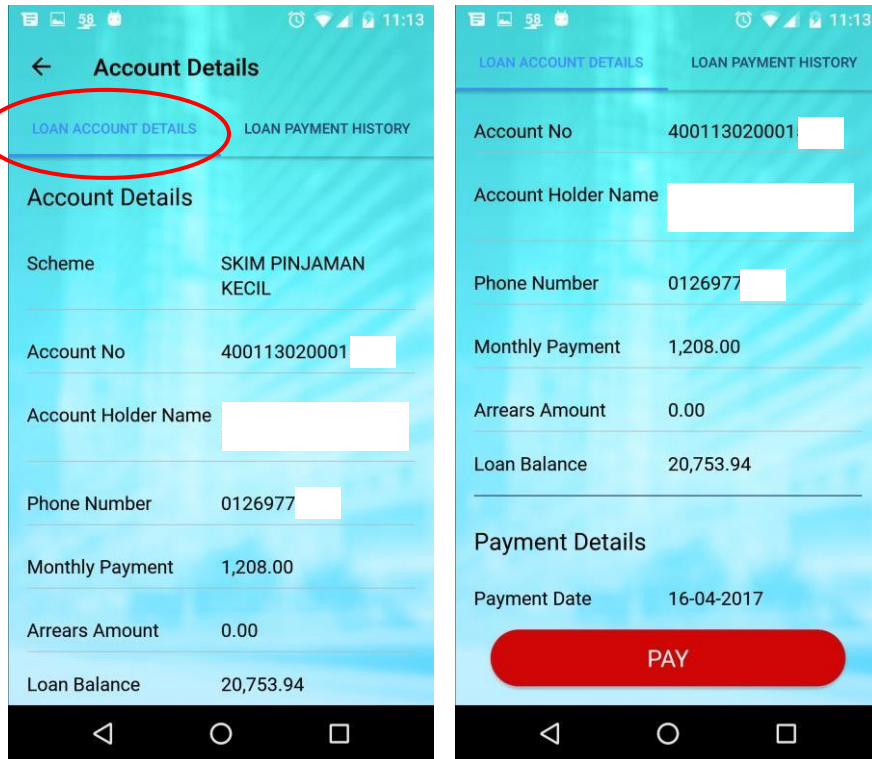 58 11:13
Account Details
LOAN ACCOUNT DETAILS LOAN PAYMENT HISTORY
Account Details
Scheme SKIM PINJAMAN
KECIL
Account No 400113020001
Account Holder Name
Phone Number 0126977
Monthly Payment 1,208.00
Arrears Amount 0.00
Loan Balance 20,753.94
58 11:13
LOAN ACCOUNT DETAILS LOAN PAYMENT HISTORY
Account No 400113020001
Account Holder Name
Phone Number 0126977
Monthly Payment 1,208.00
Arrears Amount 0.00
Loan Balance 20,753.94
Payment Details
Payment Date 16-04-2017
PAY